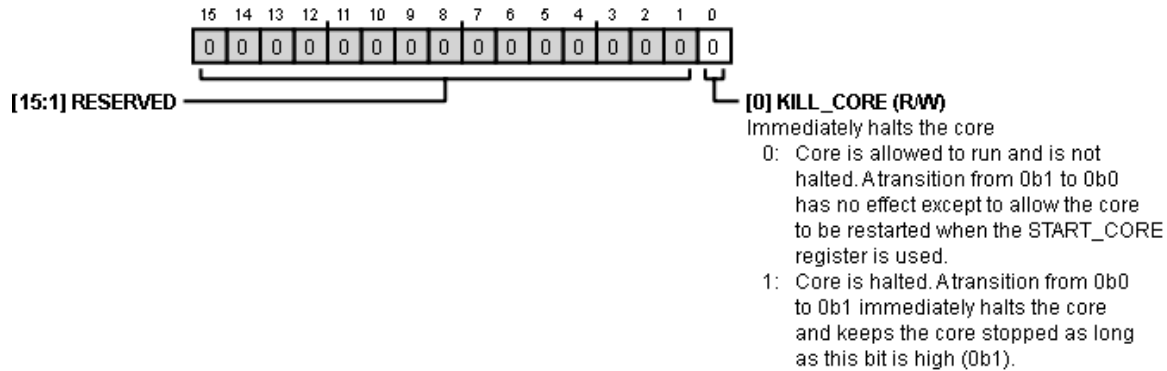 15 14 13 12 11 10 9 8 7 6 5 4 3 2 1 0
0 0 0 0 0 0 0 0 0 0 0 0 0 0 0 0
[15:1] RESERVED
[0] KILL_CORE (R/W)
Immediately halts the core
0: Core is allowed to run and is not
halted. A transition from 0b1 to 0b0
has no effect except to allow the core
to be restarted when the START_CORE
register is used.
1: Core is halted. A transition from 0b0
to 0b1 immediately halts the core
and keeps the core stopped as long
as this bit is high (0b1).